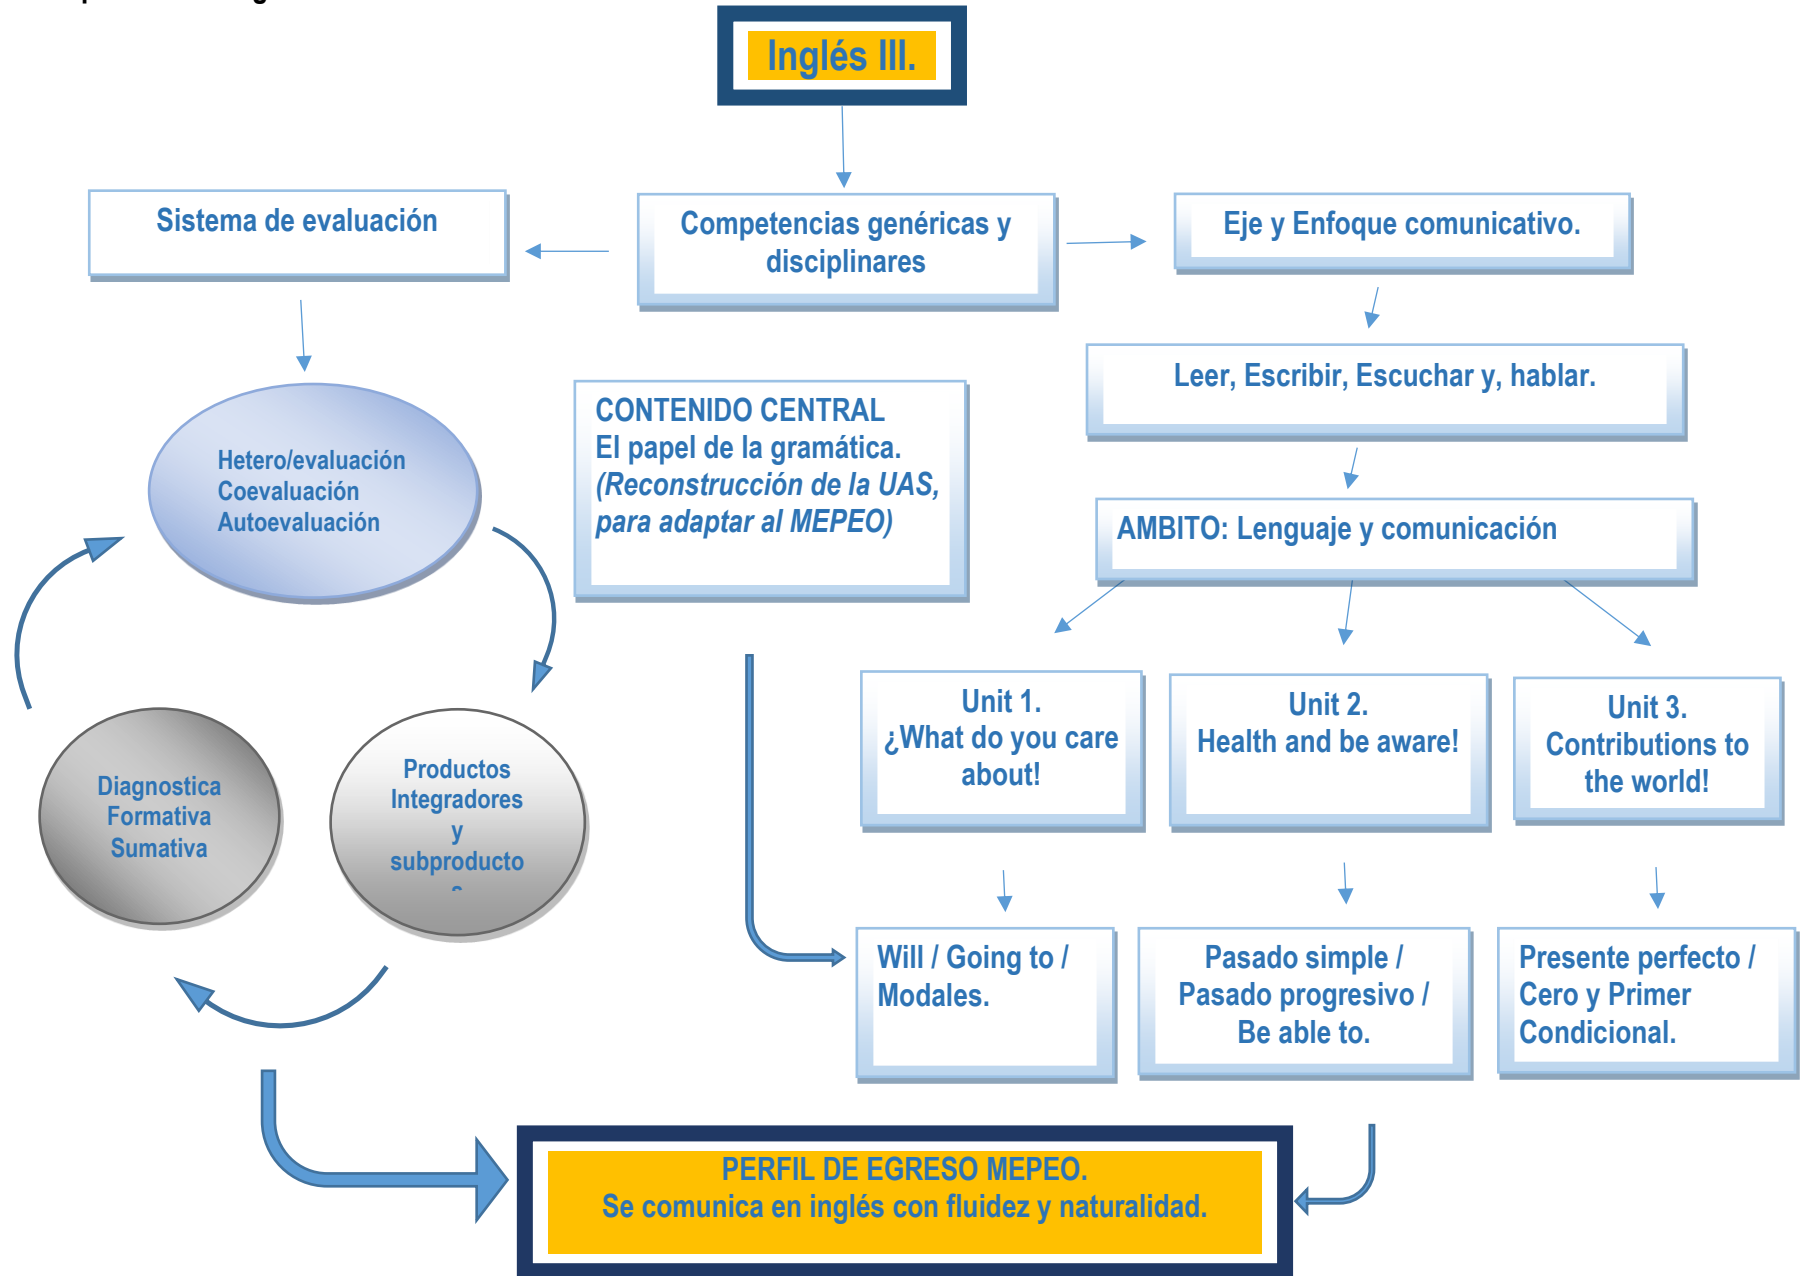 Inglés III.
Sistema de evaluación
Competencias genéricas y
disciplinares
Eje y Enfoque comunicativo.
Leer, Escribir, Escuchar y, hablar.
CONTENIDO CENTRAL
El papel de la gramática.
(Reconstrucción de la UAS,
para adaptar al MEPEO)
Hetero/evaluación
Coevaluación
Autoevaluación
AMBITO: Lenguaje y comunicación
Unit 1.
¿What do you care
about!
Unit 2.
Health and be aware!
Unit 3.
Contributions to
the world!
Diagnostica
Formativa
Sumativa
Productos
Integradores
y
subproducto
Will / Going to /
Modales.
Pasado simple /
Pasado progresivo /
Be able to.
Presente perfecto /
Cero y Primer
Condicional.
PERFIL DE EGRESO MEPEO.
Se comunica en inglés con fluidez y naturalidad.